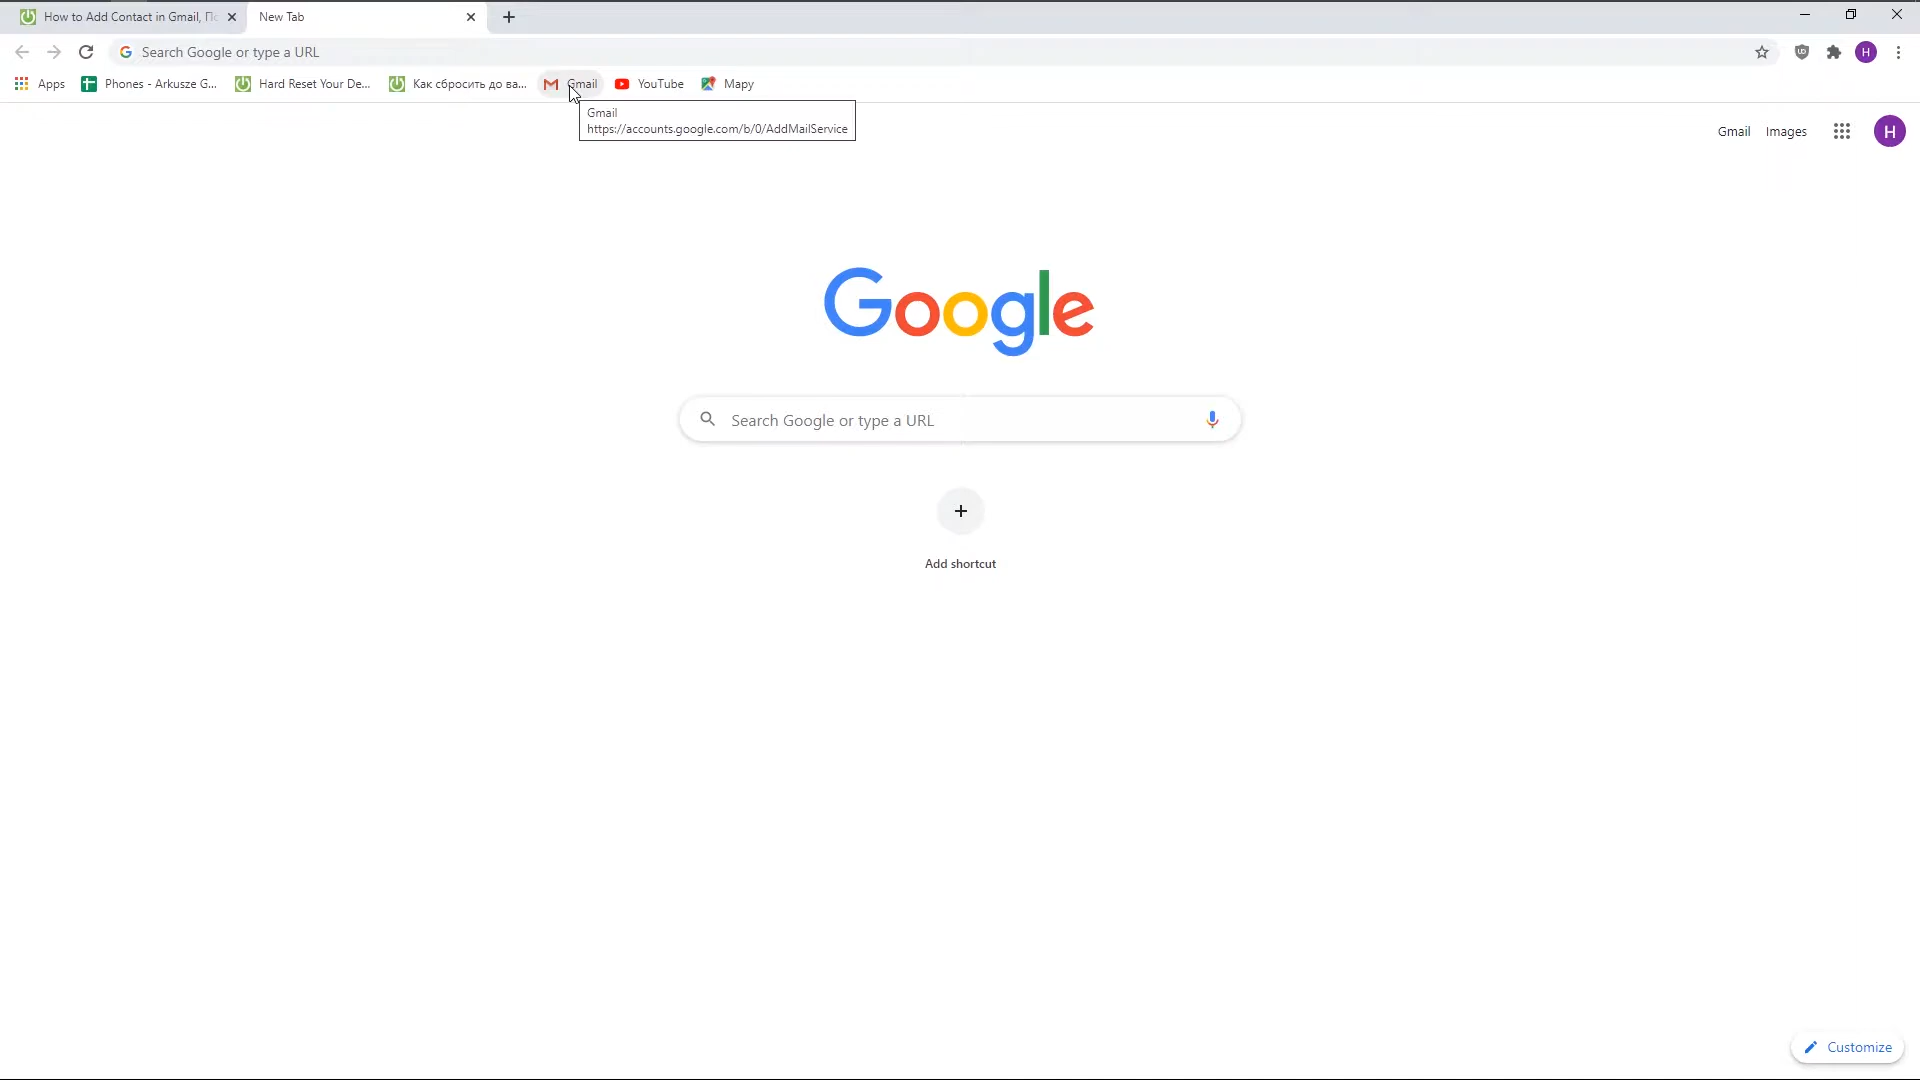 How to Add Contact in Gmail, По
New Tab
Search Google or type a URL
H
Apps
Phones - Arkusze G...
Hard Reset Your De...
Как сбросить до ва...
Gmail
YouTube
Mapy
Gmail
https://accounts.google.com/b/0/AddMailService
Gmail
Images
H
Google
Search Google or type a URL
Add shortcut
Customize